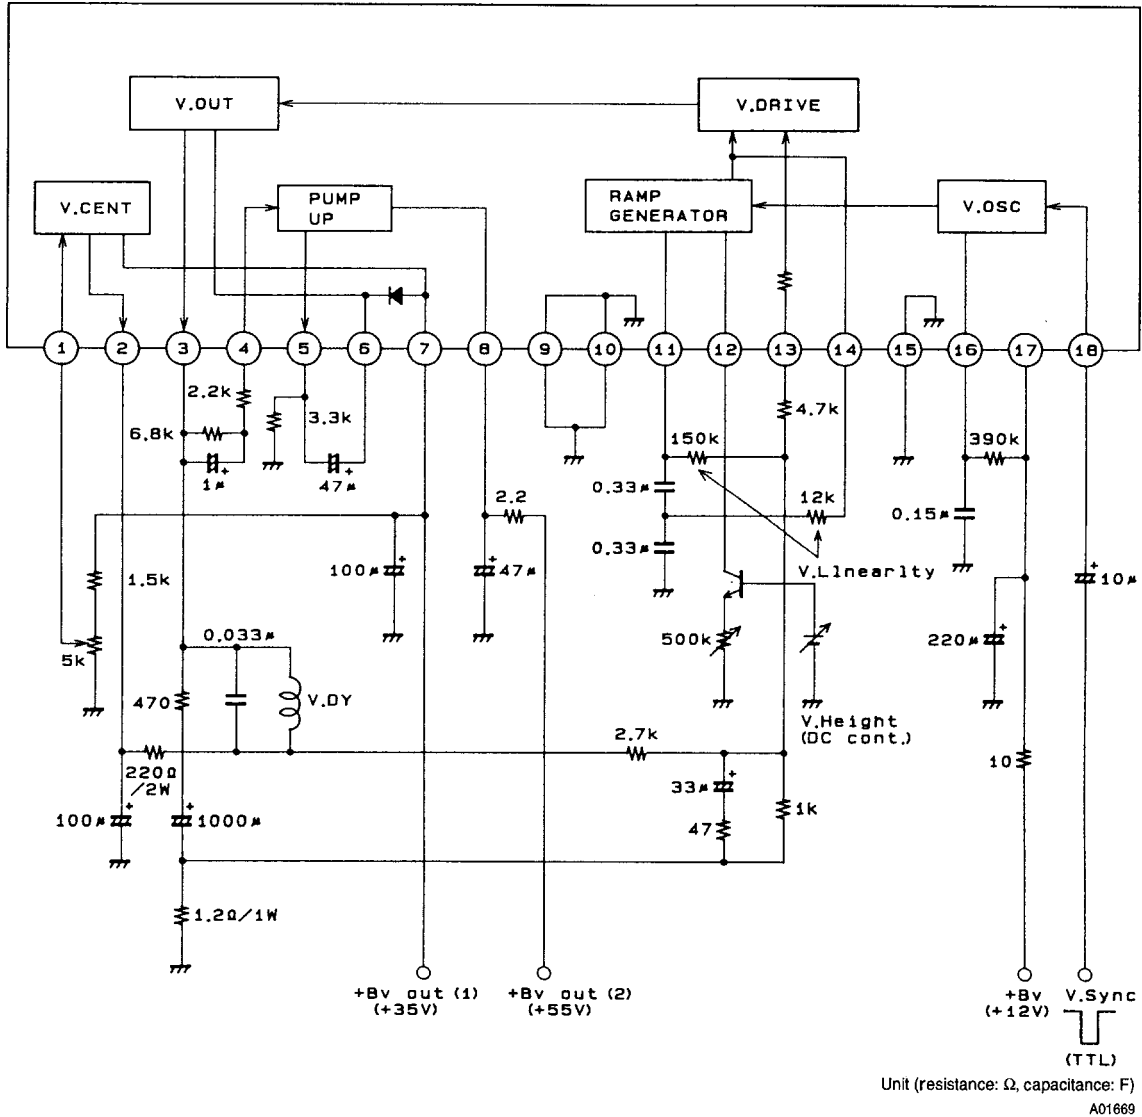 V.OUT
V.DRIVE
V.CENT
PUMP
UP
RAMP
GENERATOR
V.OSC
1 2 3 4 5 6 7 8 9 10 11 12 13 14 15 16 17 18
2.2k
6.8k
1μ
+
3.3k
47μ
+
4.7k
150k
0.33μ
12k
0.33μ
V.Linearity
390k
0.15μ
2.2
100μ
+
47μ
+
1.5k
5k
0.033μ
470
V.DY
500k
V.Height
(DC cont.)
220μ
+
10μ
+
10
220Ω
/2W
2.7k
33μ
+
47
1k
100μ
+
1000μ
+
1.2Ω/1W
+Bv out (1)
(+35V)
+Bv out (2)
(+55V)
+Bv
(+12V)
V.Sync
(TTL)
Unit (resistance: Ω, capacitance: F)
A01669